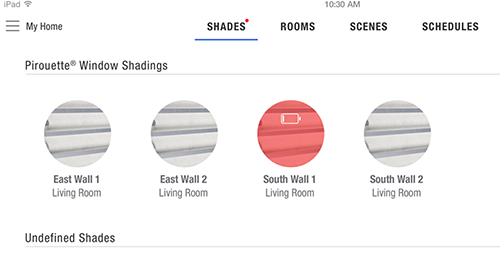 iPad 10:30 AM
My Home SHADES ROOMS SCENES SCHEDULES
Pirouette® Window Shadings
East Wall 1 East Wall 2 South Wall 1 South Wall 2
Living Room Living Room Living Room Living Room
Undefined Shades